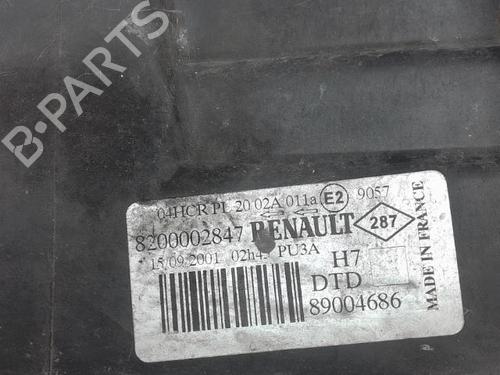 B-PARTS
04HCR PL 20 02A 011a E2 9057
8200002847 RENAULT 287
15/09/2001 02h4 PU3A H7
DTD
89004686
MADE IN FRANCE